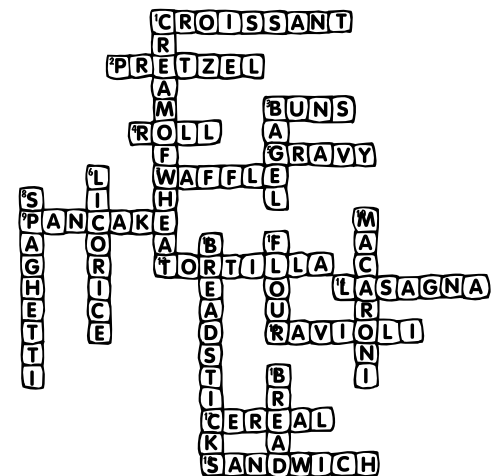 CROISSANT
CREAMOFWHEAT
PRETZEL
BUNS
BAGEL
ROLL
GRAVY
WAFFLE
LICORICE
SPAGHETTI
PANCAKE
MACARONI
BREADSTICKS
FLOUR
TORTILLA
LASAGNA
RAVIOLI
BREAD
CEREAL
SANDWICH